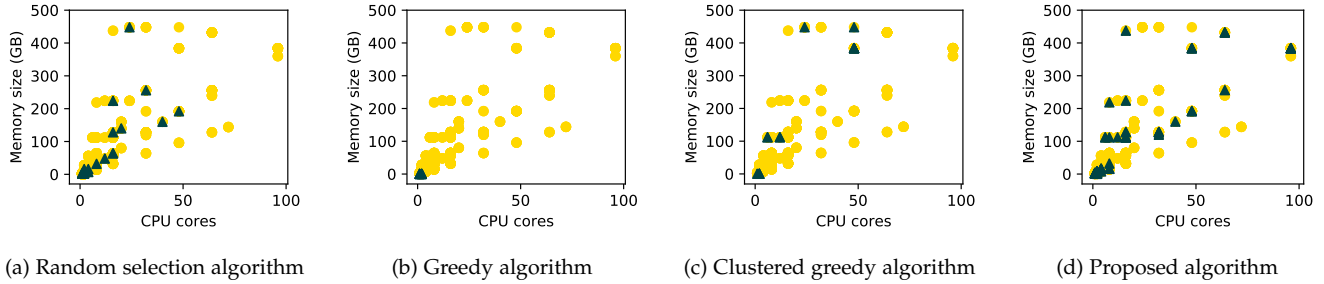 500
400
300
200
100
0
Memory size (GB)
0 50 100
CPU cores
(a) Random selection algorithm
500
400
300
200
100
0
Memory size (GB)
0 50 100
CPU cores
(b) Greedy algorithm
500
400
300
200
100
0
Memory size (GB)
0 50 100
CPU cores
(c) Clustered greedy algorithm
500
400
300
200
100
0
Memory size (GB)
0 50 100
CPU cores
(d) Proposed algorithm